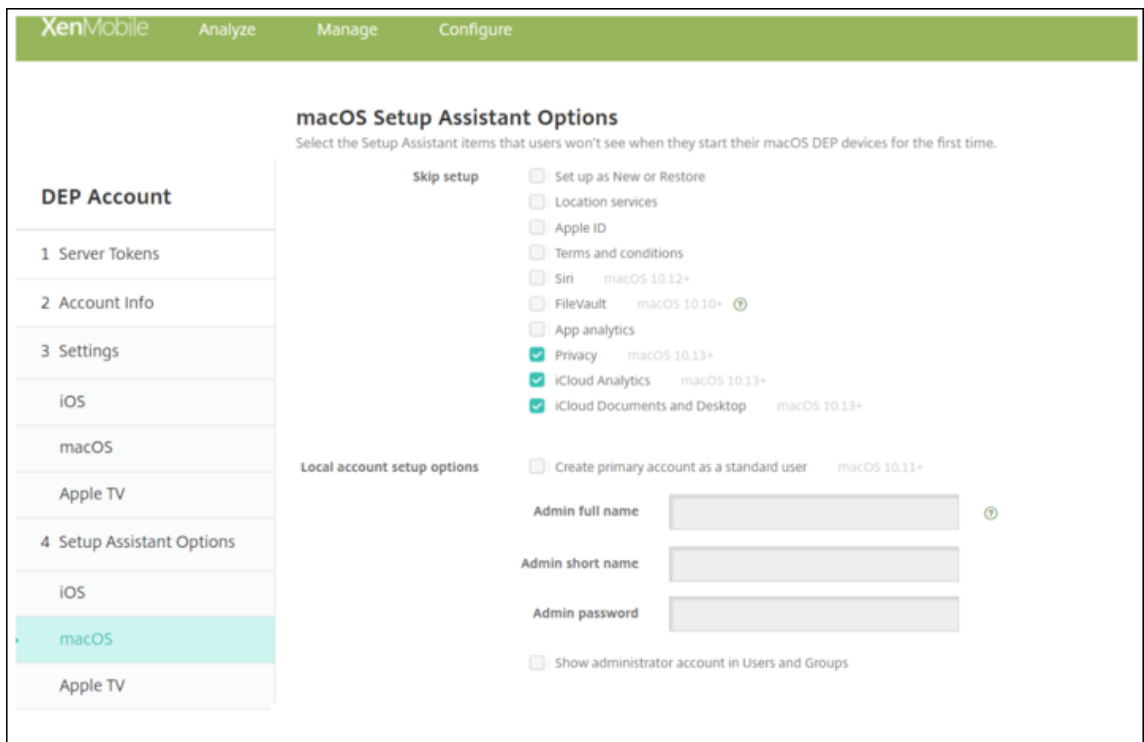 XenMobile Analyze Manage Configure
macOS Setup Assistant Options
Select the Setup Assistant items that users won't see when they start their macOS DEP devices for the first time.
DEP Account
1 Server Tokens
2 Account Info
3 Settings
iOS
macOS
Apple TV
4 Setup Assistant Options
iOS
macOS
Apple TV
Skip setup Set up as New or Restore
Location services
Apple ID
Terms and conditions
Siri macOS 10.12+
FileVault macOS 10.10+ ?
App analytics
Privacy macOS 10.13+
iCloud Analytics macOS 10.13+
iCloud Documents and Desktop macOS 10.13+
Local account setup options Create primary account as a standard user macOS 10.11+
Admin full name ?
Admin short name
Admin password
Show administrator account in Users and Groups